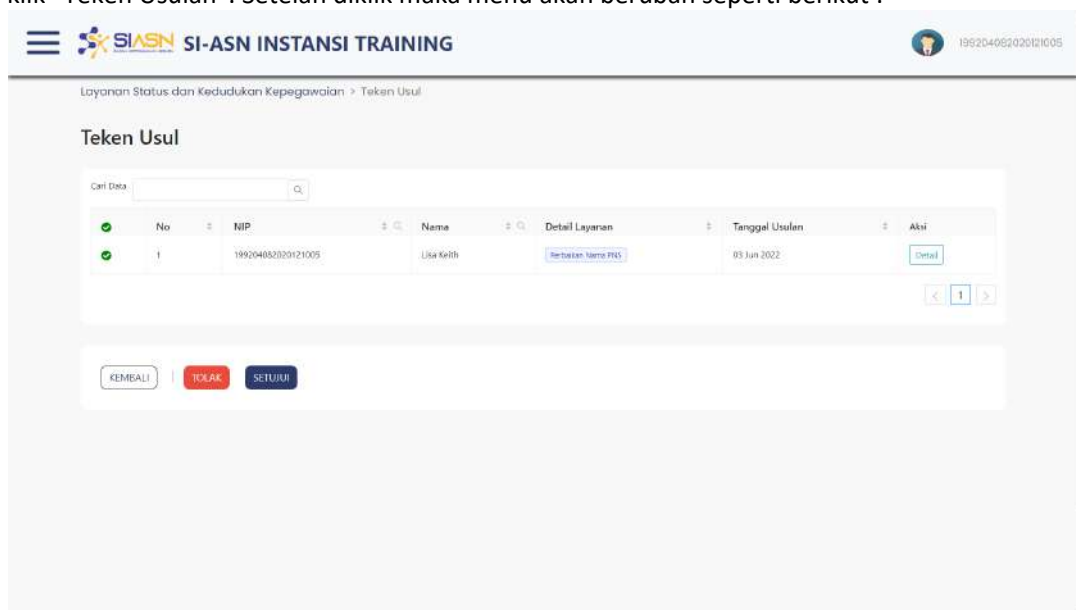 klik "Teken Usulan". Setelah diklik maka menu akan berubah seperti berikut :
SIASN SI-ASN INSTANSI TRAINING 199204082020121005
Layanan Status dan Kedudukan Kepegawaian > Teken Usul
Teken Usul
Cari Data
No NIP Nama Detail Layanan Tanggal Usulan Aksi
1 199204082020121005 Lisa Keith Perbaikan Nama PNS 03 Jun 2022 Detail
< 1 >
KEMBALI | TOLAK SETUJUI